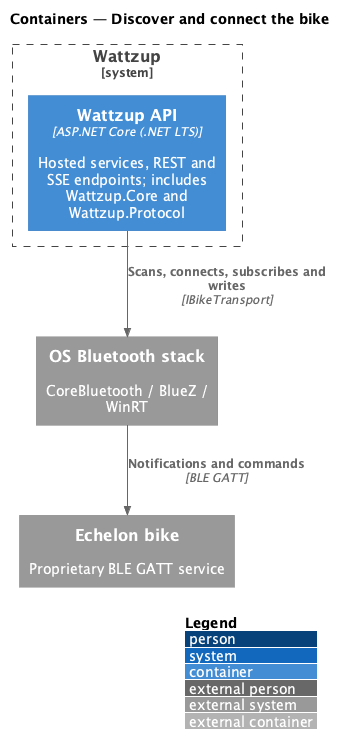 Containers — Discover and connect the bike
Wattzup
[system]
Wattzup API
[ASP.NET Core (.NET LTS)]
Hosted services, REST and
SSE endpoints; includes
Wattzup.Core and
Wattzup.Protocol
Scans, connects, subscribes and
writes
[IBikeTransport]
OS Bluetooth stack
CoreBluetooth / BlueZ /
WinRT
Notifications and commands
[BLE GATT]
Echelon bike
Proprietary BLE GATT service
Legend
person
system
container
external person
external system
external container